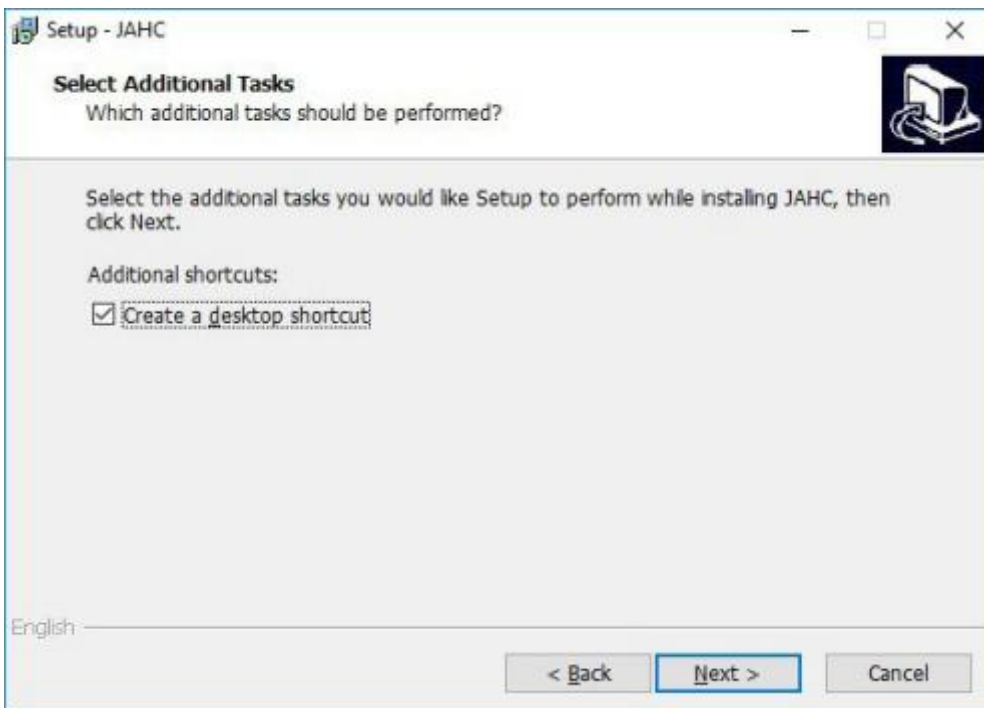 Setup - JAHC
Select Additional Tasks
Which additional tasks should be performed?
Select the additional tasks you would like Setup to perform while installing JAHC, then
click Next.
Additional shortcuts:
Create a desktop shortcut
English
< Back
Next >
Cancel